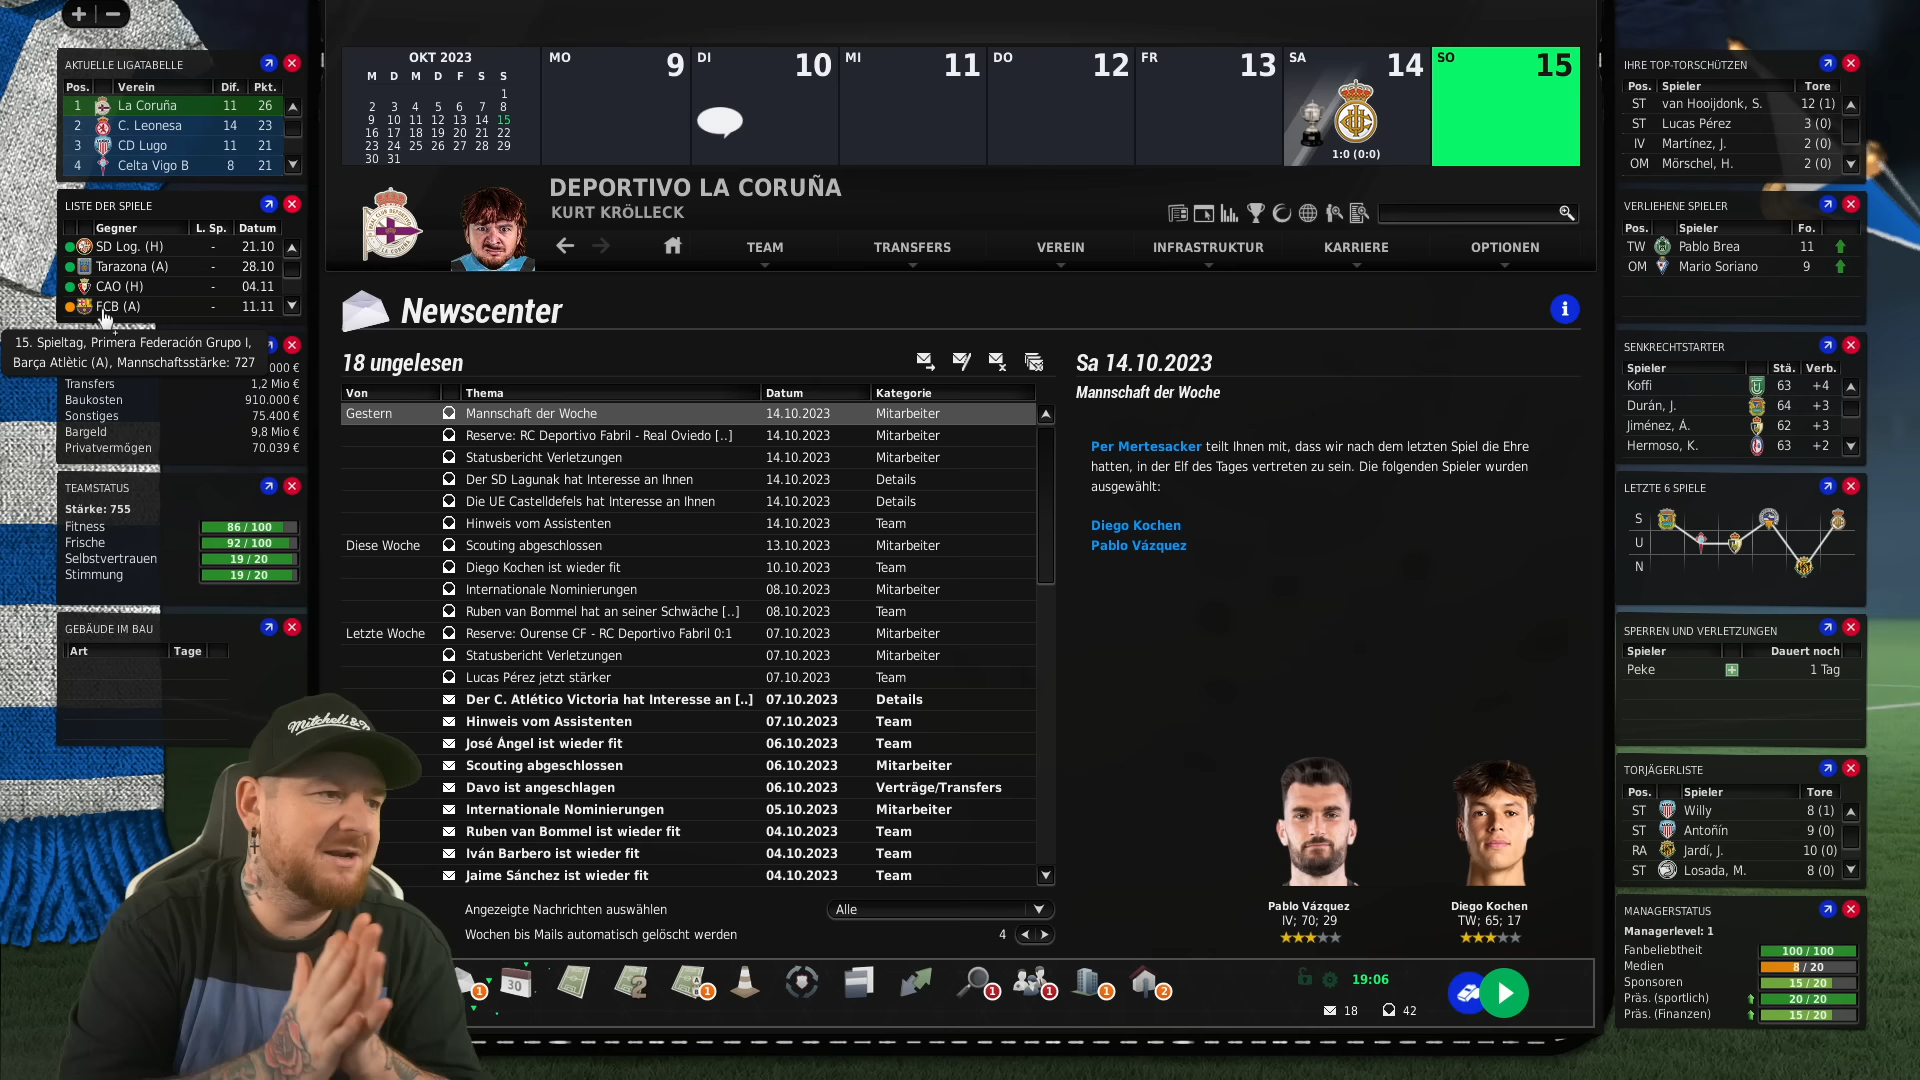 AKTUELLE LIGATABELLE
Pos. Verein Dif. Pkt.
1 La Coruña 11 26
2 C. Leonesa 14 23
3 CD Lugo 11 21
4 Celta Vigo B 8 21
LISTE DER SPIELE
Gegner L. Sp. Datum
SD Log. (H) - 21.10
Tarazona (A) - 28.10
CAO (H) - 04.11
FCB (A) - 11.11
15. Spieltag, Primera Federación Grupo I,
Barça Atlètic (A), Mannschaftsstärke: 727
000 €
Transfers 1,2 Mio €
Baukosten 910.000 €
Sonstiges 75.400 €
Bargeld 9,8 Mio €
Privatvermögen 70.039 €
TEAMSTATUS
Stärke: 755
Fitness 86 / 100
Frische 92 / 100
Selbstvertrauen 19 / 20
Stimmung 19 / 20
GEBÄUDE IM BAU
Art Tage
Mitchell &
OKT 2023
M D M D F S S
1
2 3 4 5 6 7 8
9 10 11 12 13 14 15
16 17 18 19 20 21 22
23 24 25 26 27 28 29
30 31
MO 9
DI 10
MI 11
DO 12
FR 13
SA 14
1:0 (0:0)
SO 15
DEPORTIVO LA CORUÑA
KURT KRÖLLECK
TEAM TRANSFERS VEREIN INFRASTRUKTUR KARRIERE OPTIONEN
Newscenter
i
18 ungelesen
Von Thema Datum Kategorie
Gestern Mannschaft der Woche 14.10.2023 Mitarbeiter
Reserve: RC Deportivo Fabril - Real Oviedo [..] 14.10.2023 Mitarbeiter
Statusbericht Verletzungen 14.10.2023 Mitarbeiter
Der SD Lagunak hat Interesse an Ihnen 14.10.2023 Details
Die UE Castelldefels hat Interesse an Ihnen 14.10.2023 Details
Hinweis vom Assistenten 14.10.2023 Team
Diese Woche Scouting abgeschlossen 13.10.2023 Mitarbeiter
Diego Kochen ist wieder fit 10.10.2023 Team
Internationale Nominierungen 08.10.2023 Mitarbeiter
Ruben van Bommel hat an seiner Schwäche [..] 08.10.2023 Team
Letzte Woche Reserve: Ourense CF - RC Deportivo Fabril 0:1 07.10.2023 Mitarbeiter
Statusbericht Verletzungen 07.10.2023 Mitarbeiter
Lucas Pérez jetzt stärker 07.10.2023 Team
Der C. Atlético Victoria hat Interesse an [..] 07.10.2023 Details
Hinweis vom Assistenten 07.10.2023 Team
José Ángel ist wieder fit 06.10.2023 Team
Scouting abgeschlossen 06.10.2023 Mitarbeiter
Davo ist angeschlagen 06.10.2023 Verträge/Transfers
Internationale Nominierungen 05.10.2023 Mitarbeiter
Ruben van Bommel ist wieder fit 04.10.2023 Team
Iván Barbero ist wieder fit 04.10.2023 Team
Jaime Sánchez ist wieder fit 04.10.2023 Team
Angezeigte Nachrichten auswählen Alle
Wochen bis Mails automatisch gelöscht werden 4
Sa 14.10.2023
Mannschaft der Woche
Per Mertesacker teilt Ihnen mit, dass wir nach dem letzten Spiel die Ehre
hatten, in der Elf des Tages vertreten zu sein. Die folgenden Spieler wurden
ausgewählt:
Diego Kochen
Pablo Vázquez
Pablo Vázquez
IV; 70; 29
Diego Kochen
TW; 65; 17
1 30 2 1 1 1 1 2
19:06
18 42
IHRE TOP-TORSCHÜTZEN
Pos. Spieler Tore
ST van Hooijdonk, S. 12 (1)
ST Lucas Pérez 3 (0)
IV Martínez, J. 2 (0)
OM Mörschel, H. 2 (0)
VERLIEHENE SPIELER
Pos. Spieler Fo.
TW Pablo Brea 11
OM Mario Soriano 9
SENKRECHTSTARTER
Spieler Stä. Verb.
Koffi 63 +4
Durán, J. 64 +3
Jiménez, Á. 62 +3
Hermoso, K. 63 +2
LETZTE 6 SPIELE
S
U
N
SPERREN UND VERLETZUNGEN
Spieler Dauert noch
Peke 1 Tag
TORJÄGERLISTE
Pos. Spieler Tore
ST Willy 8 (1)
ST Antoñín 9 (0)
RA Jardí, J. 10 (0)
ST Losada, M. 8 (0)
MANAGERSTATUS
Managerlevel: 1
Fanbeliebtheit 100 / 100
Medien 8 / 20
Sponsoren 15 / 20
Präs. (sportlich) 20 / 20
Präs. (Finanzen) 15 / 20